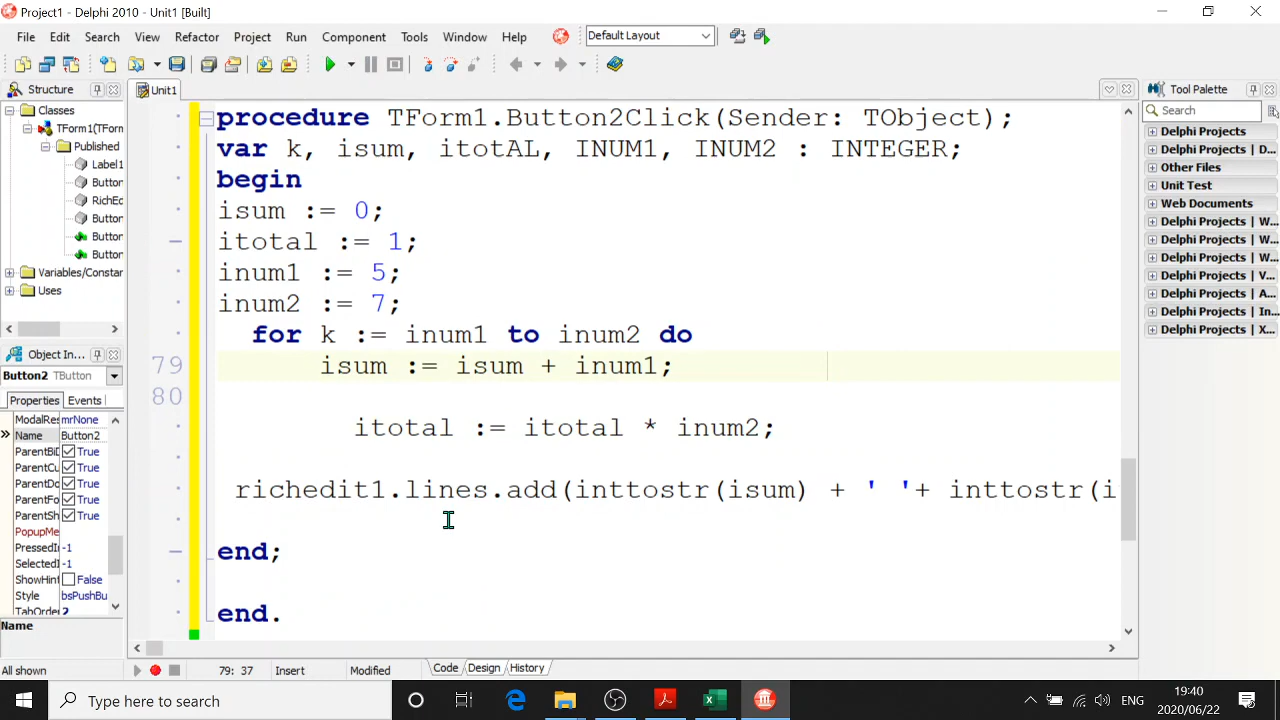 Project1 - Delphi 2010 - Unit1 [Built]
File Edit Search View Refactor Project Run Component Tools Window Help Default Layout
Structure
Unit1
Tool Palette
Classes
TForm1(TForm
Published
Label1
Button
RichEd
Button
Button
Button
Variables/Constar
Uses
Object In...
Button2 TButton
Properties Events
ModalRes mrNone
Name Button2
ParentBiD True
ParentCu True
ParentDo True
ParentFo True
ParentSh True
PopupMe
PressedI -1
SelectedI -1
ShowHint False
Style bsPushBu
TabOrder 2
Name
All shown
procedure TForm1.Button2Click(Sender: TObject);
var k, isum, itotAL, INUM1, INUM2 : INTEGER;
begin
isum := 0;
itotal := 1;
inum1 := 5;
inum2 := 7;
for k := inum1 to inum2 do
79 isum := isum + inum1;
80
itotal := itotal * inum2;
richedit1.lines.add(inttostr(isum) + ' '+ inttostr(i
end;
end.
79: 37 Insert Modified Code Design History
Search
Delphi Projects
Delphi Projects | D...
Other Files
Unit Test
Web Documents
Delphi Projects | W...
Delphi Projects | W...
Delphi Projects | W...
Delphi Projects | V...
Delphi Projects | A...
Delphi Projects | In...
Delphi Projects | X...
Type here to search
ENG
19:40
2020/06/22